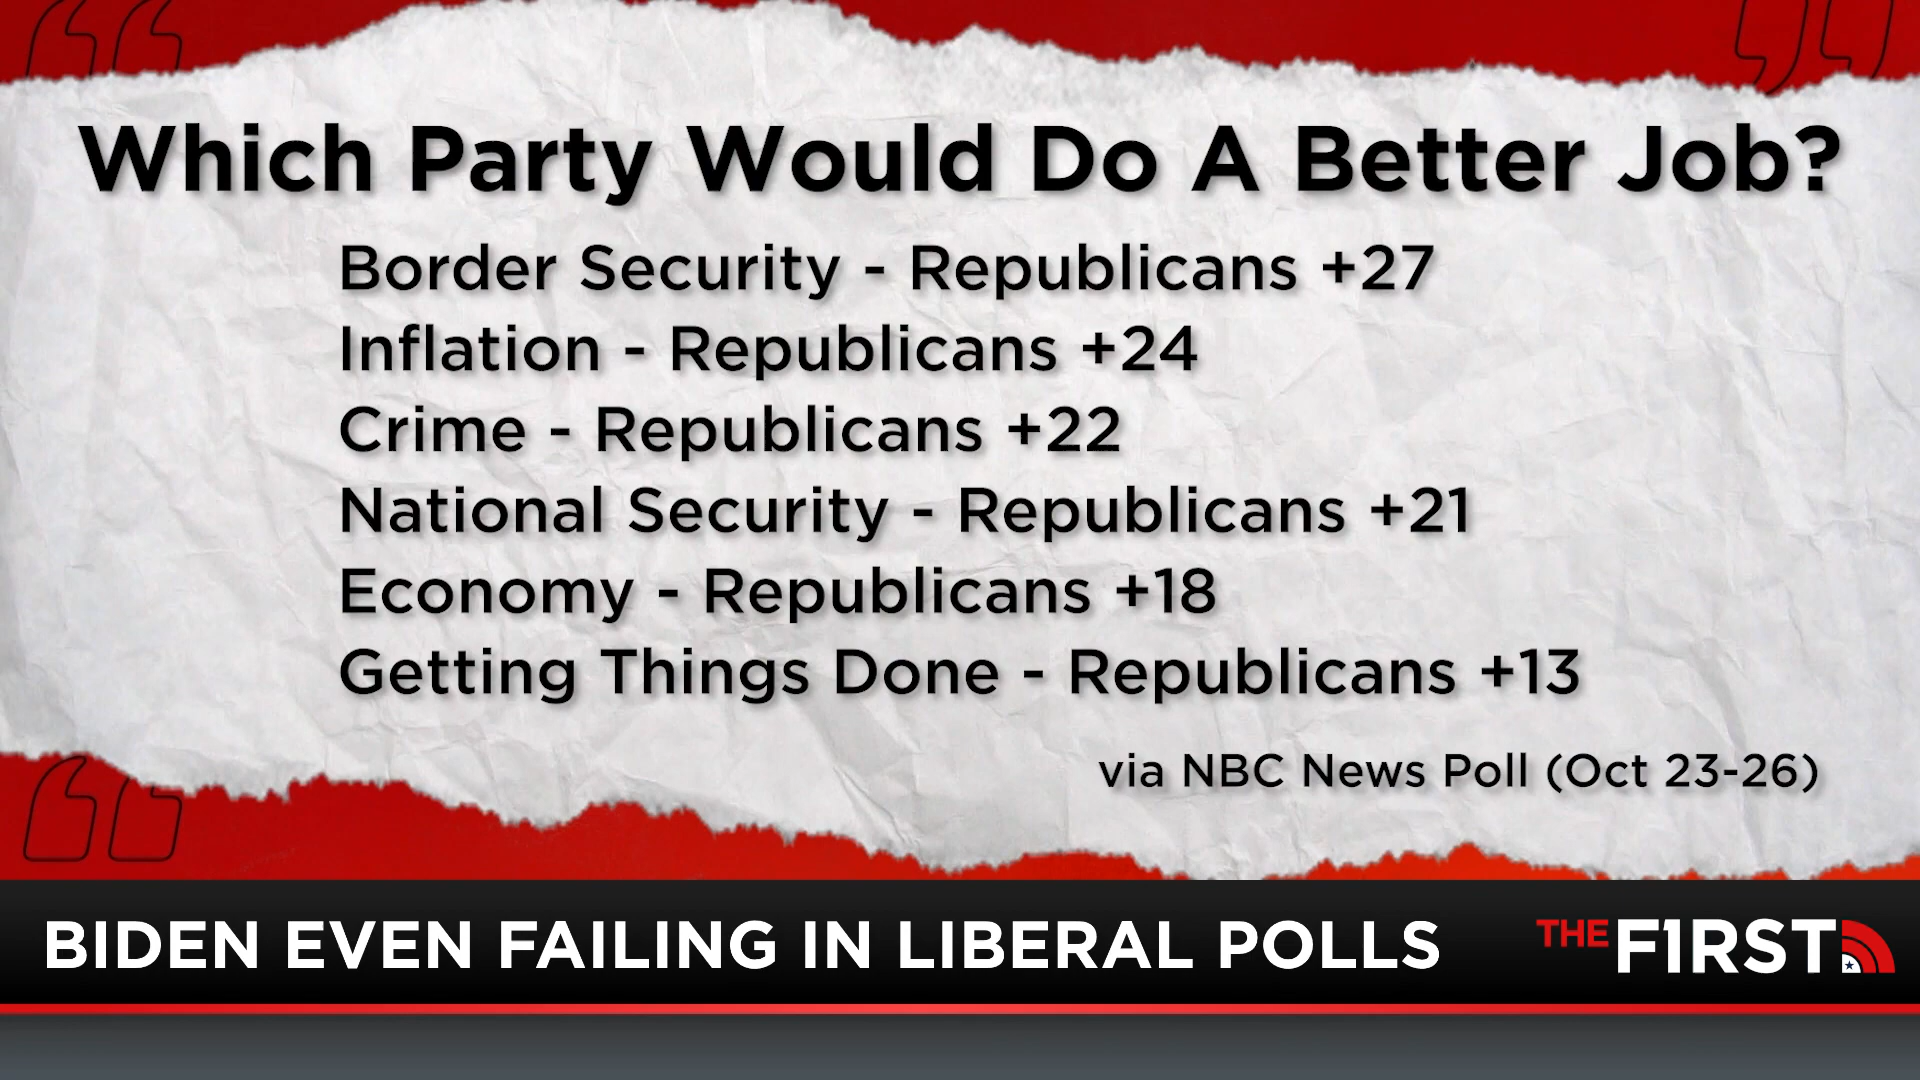 Which Party Would Do A Better Job?
Border Security - Republicans +27
Inflation - Republicans +24
Crime - Republicans +22
National Security - Republicans +21
Economy - Republicans +18
Getting Things Done - Republicans +13
via NBC News Poll (Oct 23-26)
BIDEN EVEN FAILING IN LIBERAL POLLS
THE F1RST